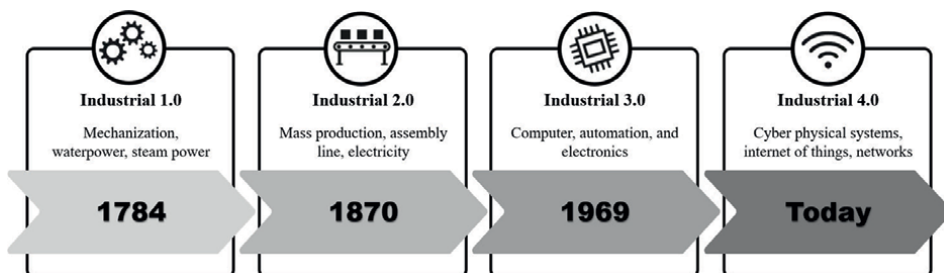 Industrial 1.0
Mechanization,
waterpower, steam power
1784
Industrial 2.0
Mass production, assembly
line, electricity
1870
Industrial 3.0
Computer, automation, and
electronics
1969
Industrial 4.0
Cyber physical systems,
internet of things, networks
Today